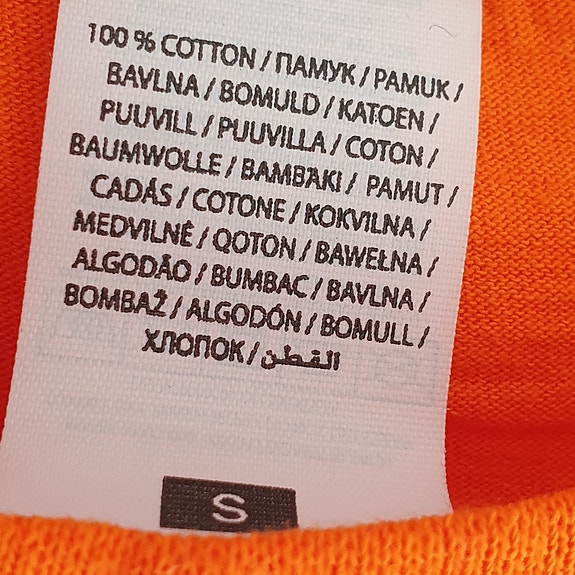 100 % COTTON / ПАМУК / PAMUK /
BAVLNA / BOMULD / KATOEN /
PUUVILL / PUUVILLA / COTON /
BAUMWOLLE / BAMBAKI / PAMUT /
CADÁS / COTONE / KOKVILNA /
MEDVILNĖ / QOTON / BAWEŁNA /
ALGODÃO / BUMBAC / BAVLNA /
BOMBAŽ / ALGODÓN / BOMULL /
ХЛОПОК / القطن
S